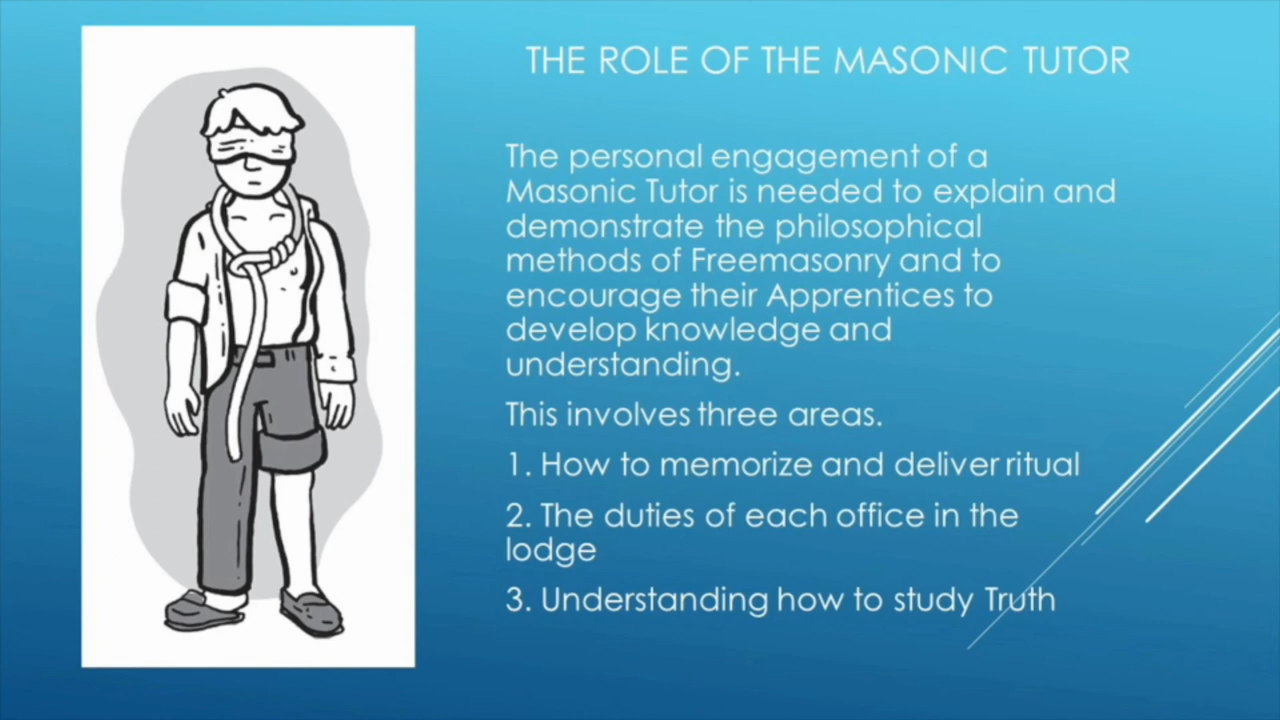 THE ROLE OF THE MASONIC TUTOR
The personal engagement of a
Masonic Tutor is needed to explain and
demonstrate the philosophical
methods of Freemasonry and to
encourage their Apprentices to
develop knowledge and
understanding.
This involves three areas.
1. How to memorize and deliver ritual
2. The duties of each office in the
lodge
3. Understanding how to study Truth